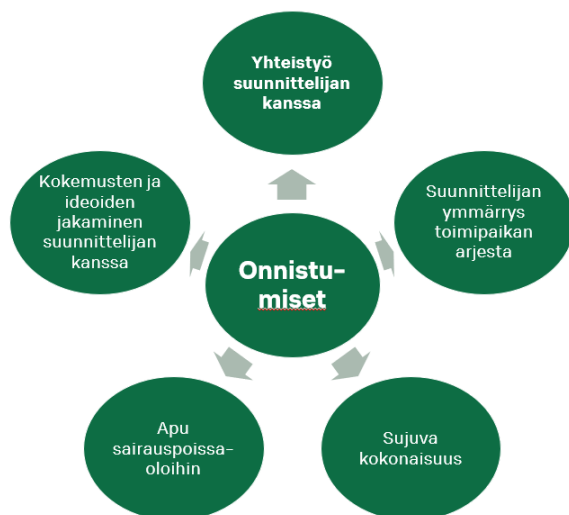 Yhteistyö
suunnittelijan
kanssa
Kokemusten ja
ideoiden
jakaminen
suunnittelijan
kanssa
Suunnittelijan
ymmärrys
toimipaikan
arjesta
Onnistu-
miset
Apu
sairauspoissa-
oloihin
Sujuva
kokonaisuus